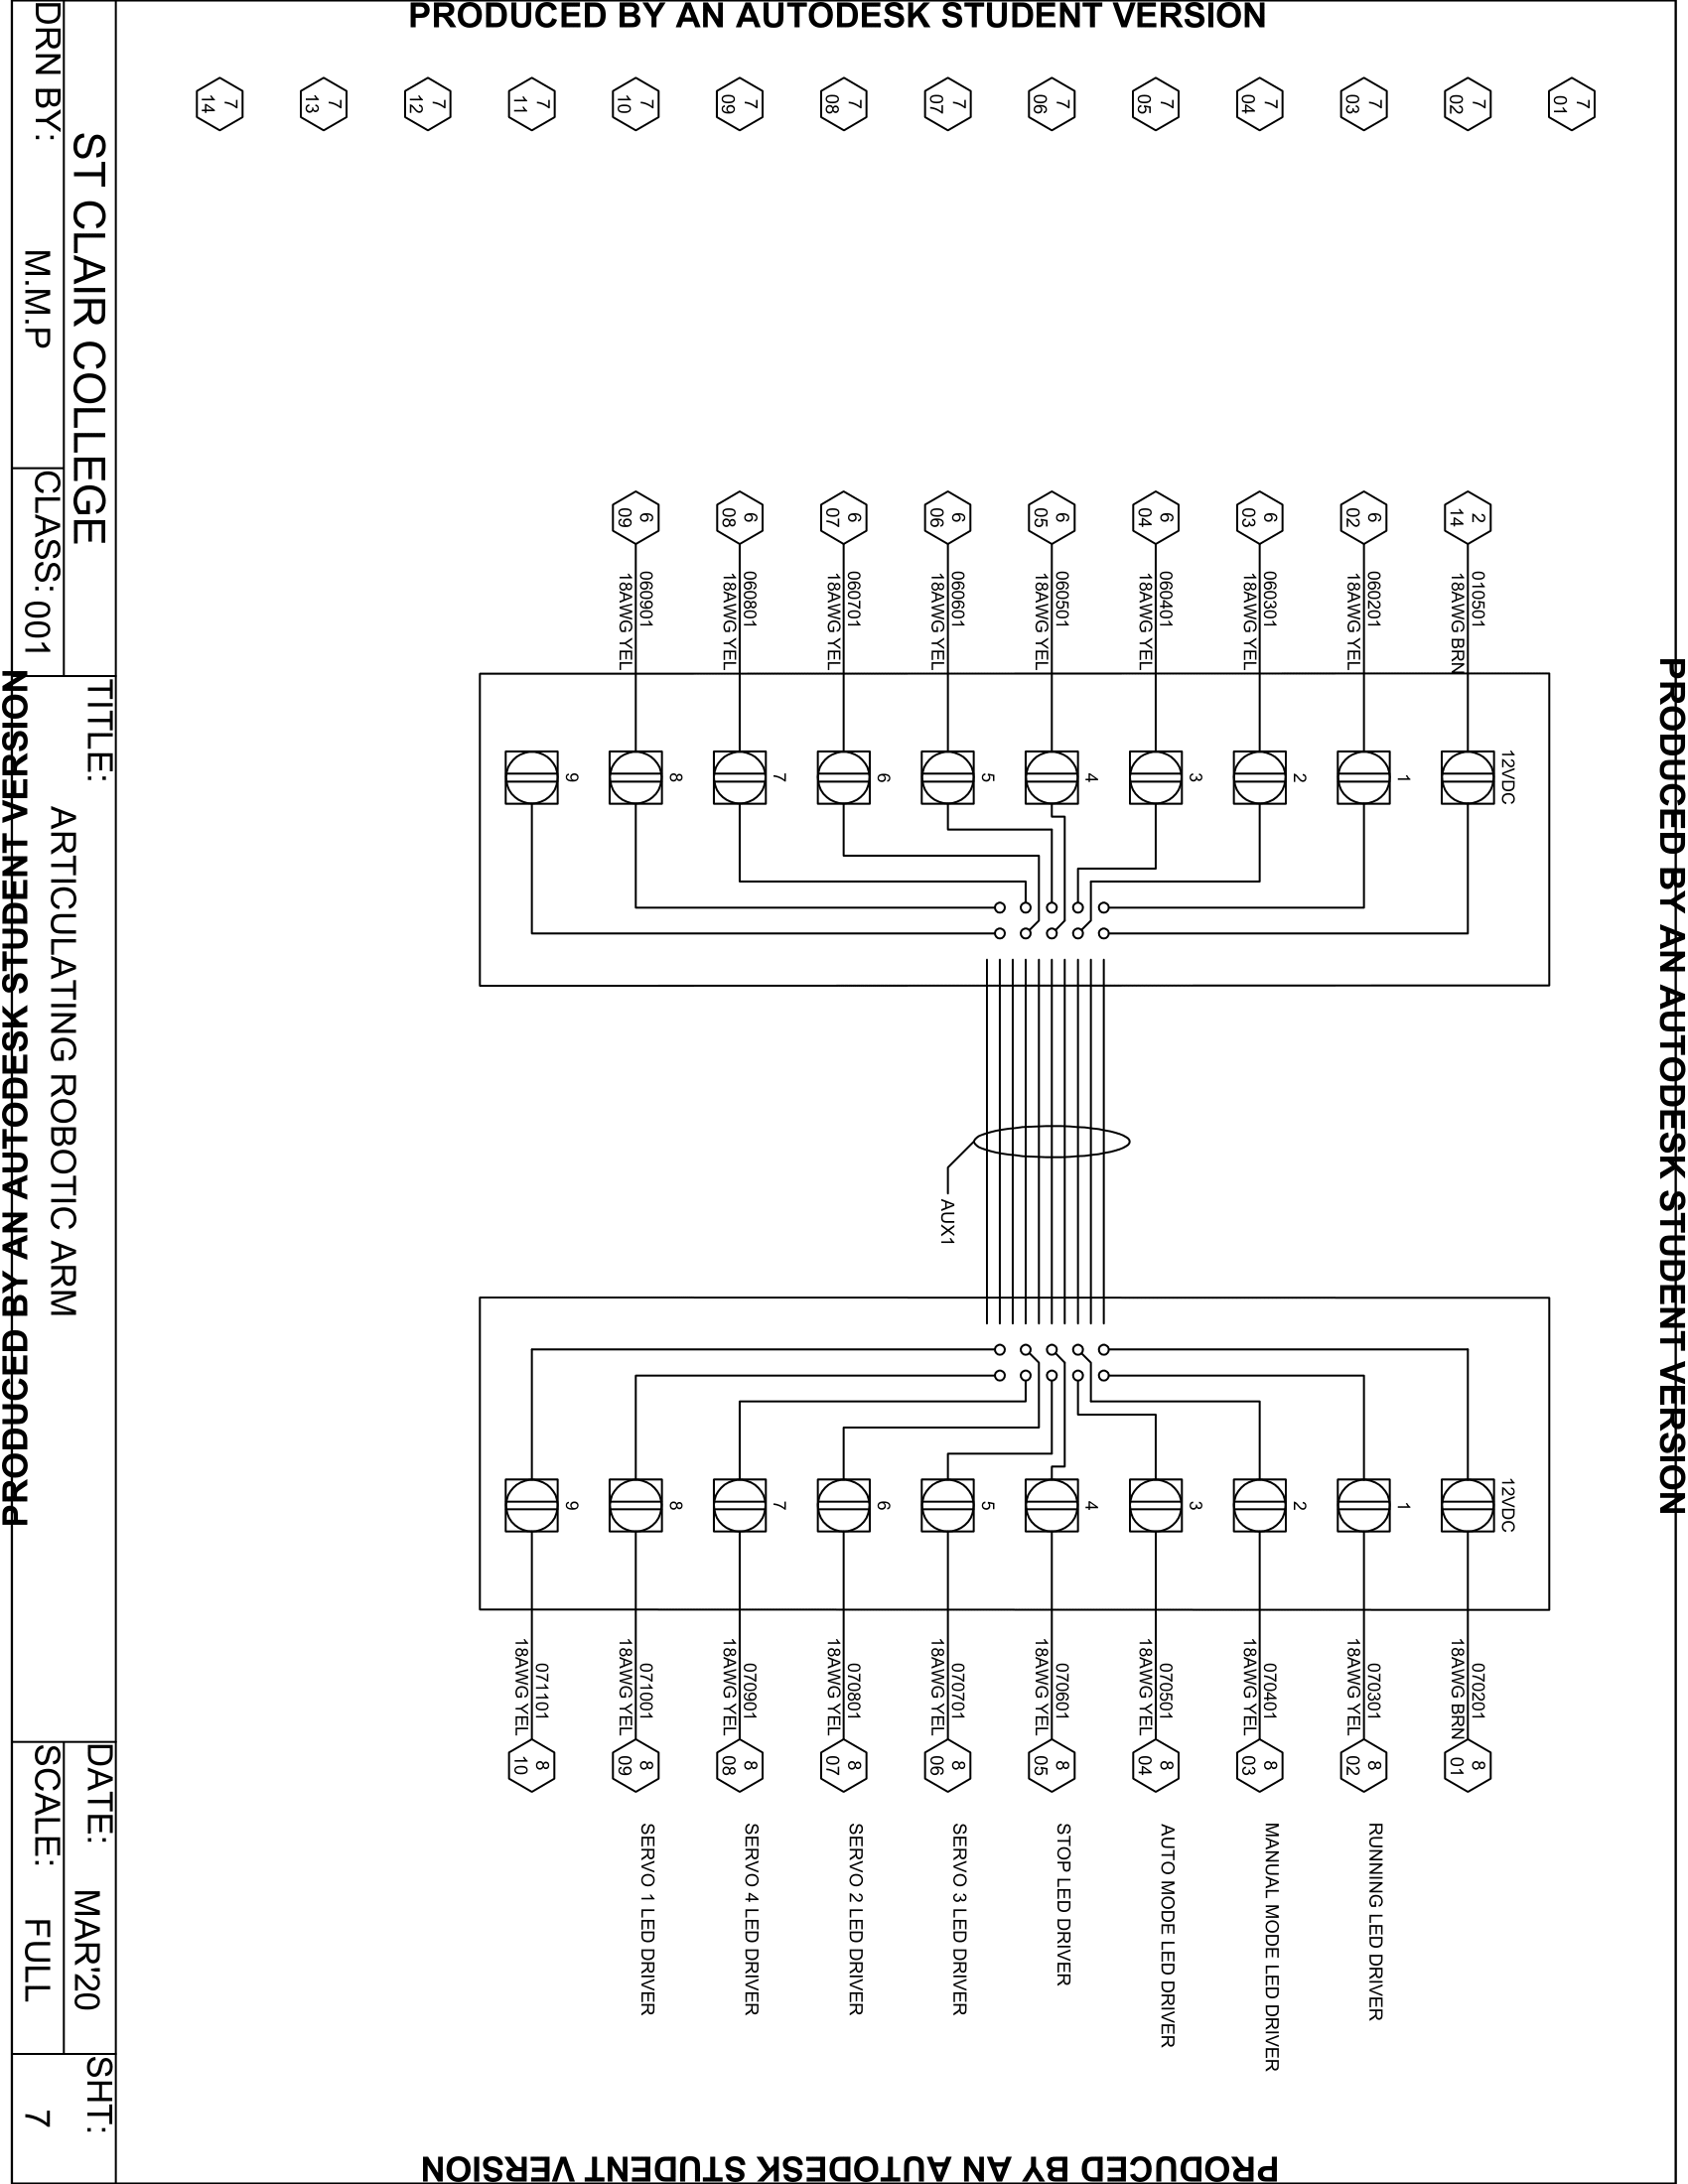 PRODUCED BY AN AUTODESK STUDENT VERSION
PRODUCED BY AN AUTODESK STUDENT VERSION
PRODUCED BY AN AUTODESK STUDENT VERSION
PRODUCED BY AN AUTODESK STUDENT VERSION
7
01
7
02
2
14
010501
18AWG BRN
12VDC
12VDC
070201
18AWG BRN
8
01
7
03
6
02
060201
18AWG YEL
1
1
070301
18AWG YEL
8
02
RUNNING LED DRIVER
7
04
6
03
060301
18AWG YEL
2
2
070401
18AWG YEL
8
03
MANUAL MODE LED DRIVER
7
05
6
04
060401
18AWG YEL
3
3
070501
18AWG YEL
8
04
AUTO MODE LED DRIVER
7
06
6
05
060501
18AWG YEL
4
4
070601
18AWG YEL
8
05
STOP LED DRIVER
7
07
6
06
060601
18AWG YEL
5
AUX1
5
070701
18AWG YEL
8
06
SERVO 3 LED DRIVER
7
08
6
07
060701
18AWG YEL
6
6
070801
18AWG YEL
8
07
SERVO 2 LED DRIVER
7
09
6
08
060801
18AWG YEL
7
7
070901
18AWG YEL
8
08
SERVO 4 LED DRIVER
7
10
6
09
060901
18AWG YEL
8
8
071001
18AWG YEL
8
09
SERVO 1 LED DRIVER
7
11
9
9
071101
18AWG YEL
8
10
7
12
7
13
7
14
ST CLAIR COLLEGE
DRN BY: M.M.P
CLASS: 001
TITLE:
ARTICULATING ROBOTIC ARM
DATE: MAR'20
SCALE: FULL
SHT:
7